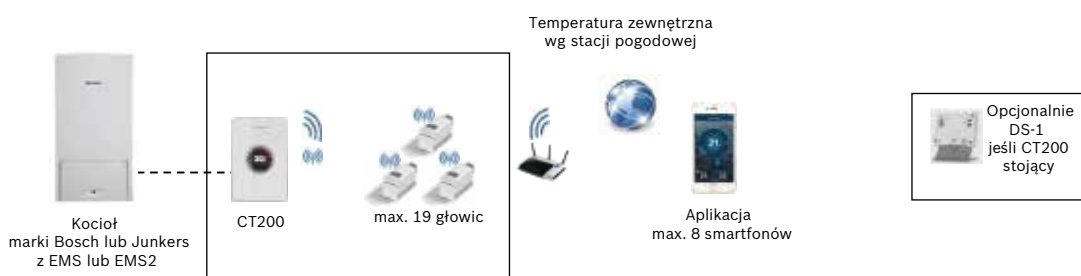 Temperatura zewnętrzna
wg stacji pogodowej
Kocioł
marki Bosch lub Junkers
z EMS lub EMS2
CT200
max. 19 głowic
Aplikacja
max. 8 smartfonów
Opcjonalnie
DS-1
jeśli CT200
stojący
21